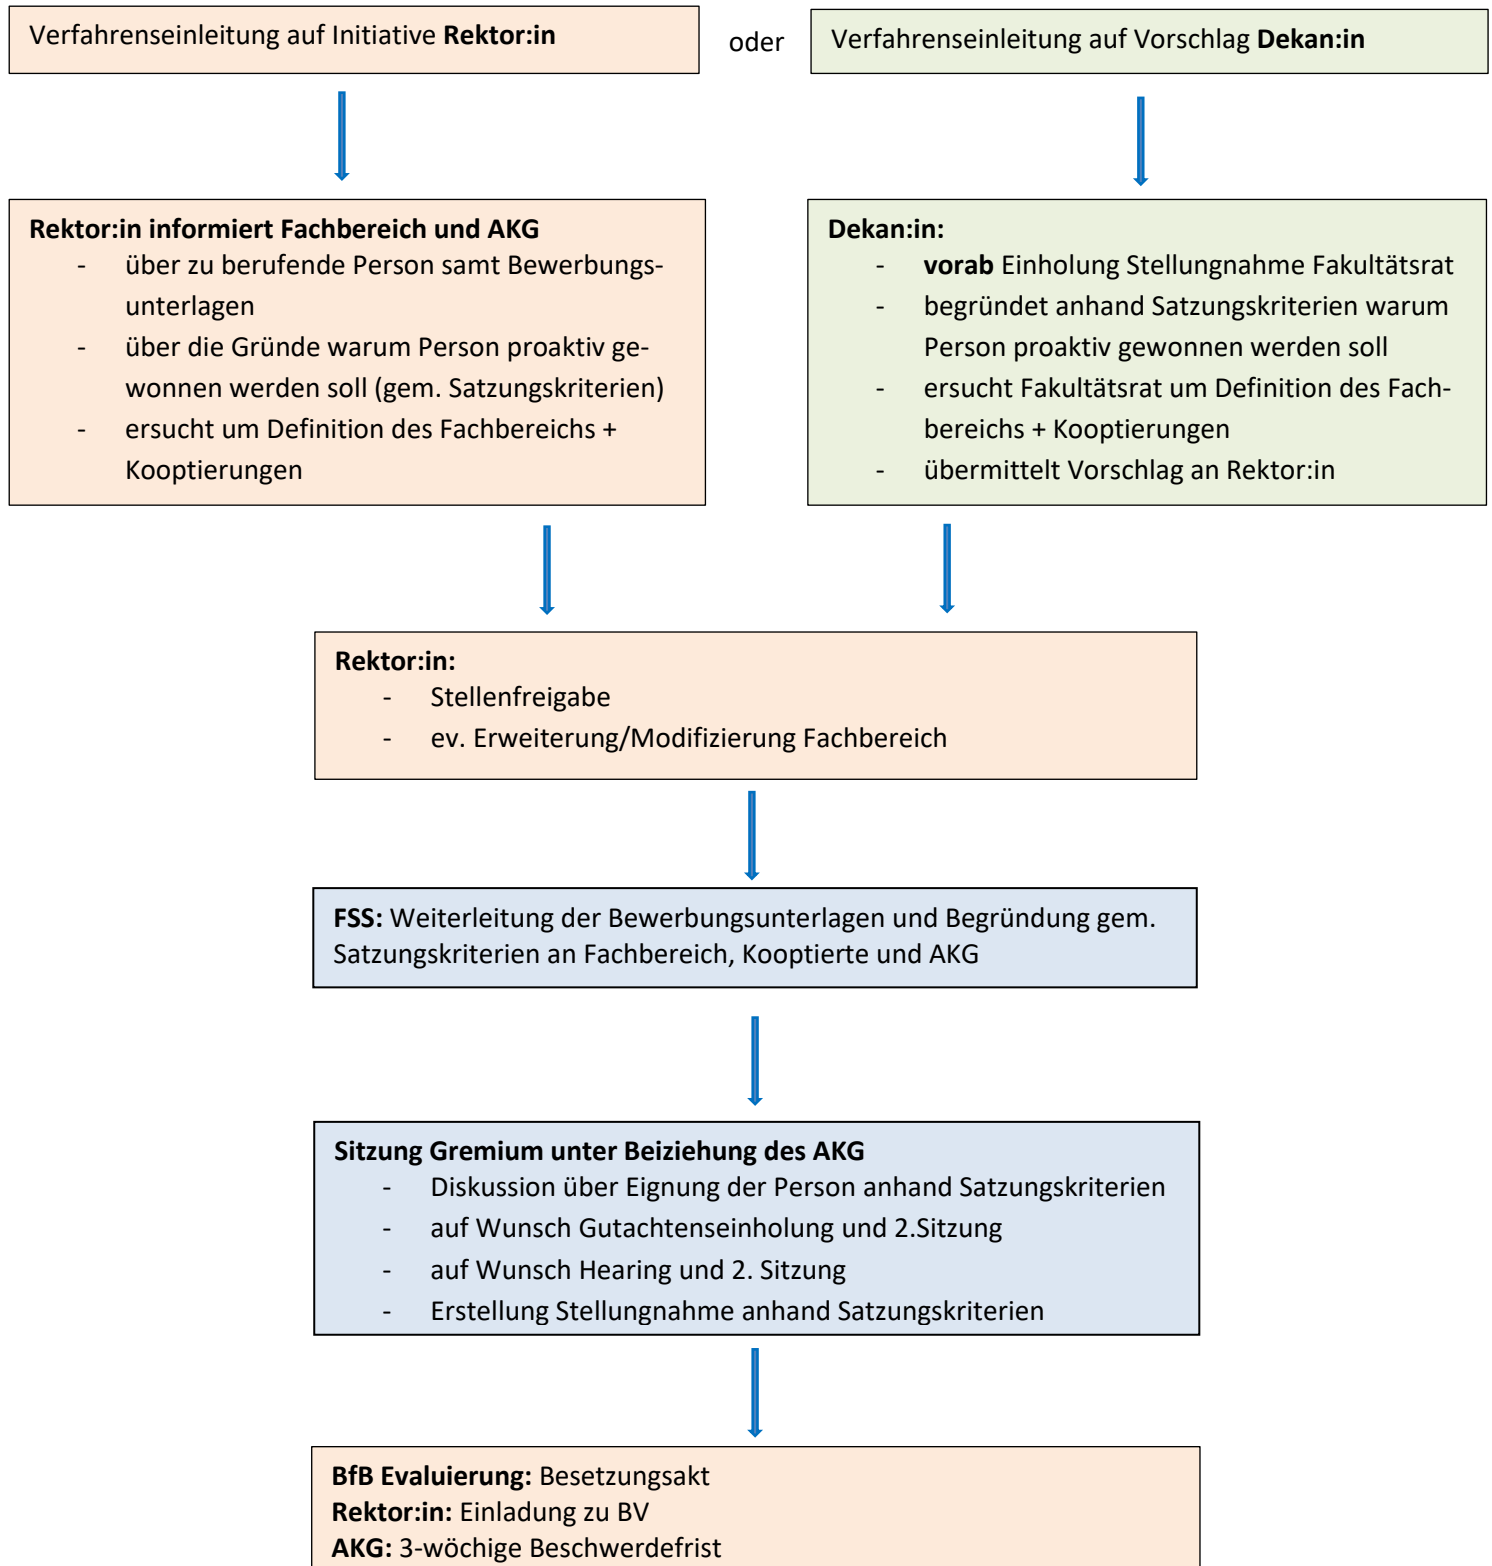 Verfahrenseinleitung auf Initiative Rektor:in
oder
Verfahrenseinleitung auf Vorschlag Dekan:in
Rektor:in informiert Fachbereich und AKG
- über zu berufende Person samt Bewerbungs-
unterlagen
- über die Gründe warum Person proaktiv ge-
wonnen werden soll (gem. Satzungskriterien)
- ersucht um Definition des Fachbereichs +
Kooptierungen
Dekan:in:
- vorab Einholung Stellungnahme Fakultätsrat
- begründet anhand Satzungskriterien warum
Person proaktiv gewonnen werden soll
- ersucht Fakultätsrat um Definition des Fach-
bereichs + Kooptierungen
- übermittelt Vorschlag an Rektor:in
Rektor:in:
- Stellenfreigabe
- ev. Erweiterung/Modifizierung Fachbereich
FSS: Weiterleitung der Bewerbungsunterlagen und Begründung gem.
Satzungskriterien an Fachbereich, Kooptierte und AKG
Sitzung Gremium unter Beiziehung des AKG
- Diskussion über Eignung der Person anhand Satzungskriterien
- auf Wunsch Gutachtenseinholung und 2.Sitzung
- auf Wunsch Hearing und 2. Sitzung
- Erstellung Stellungnahme anhand Satzungskriterien
BfB Evaluierung: Besetzungsakt
Rektor:in: Einladung zu BV
AKG: 3-wöchige Beschwerdefrist